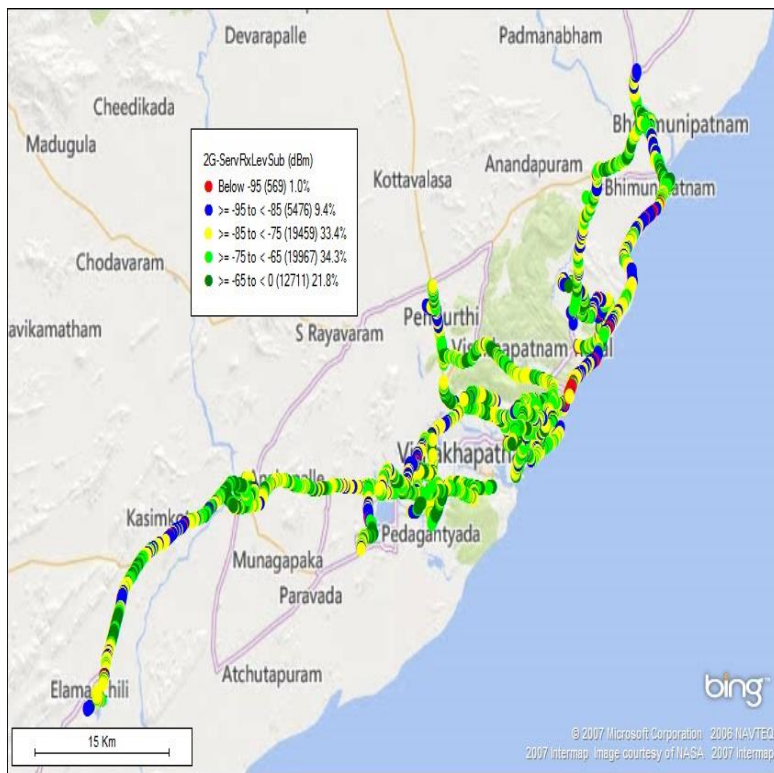 Devarapalle
Padmanabham
Cheedikada
Madugula
2G-ServRxLevSub (dBm)
Below -95 (569) 1.0%
>= -95 to < -85 (5476) 9.4%
>= -85 to < -75 (19459) 33.4%
>= -75 to < -65 (19967) 34.3%
>= -65 to < 0 (12711) 21.8%
Anandapuram
Kottavalasa
Chodavaram
avikamatham
S Rayavaram
Kasimkot
Munagapaka
Pedagantyada
Paravada
Atchutapuram
15 Km
bing™
© 2007 Microsoft Corporation 2006 NAVTEQ
2007 Intermap Image courtesy of NASA 2007 Intermap